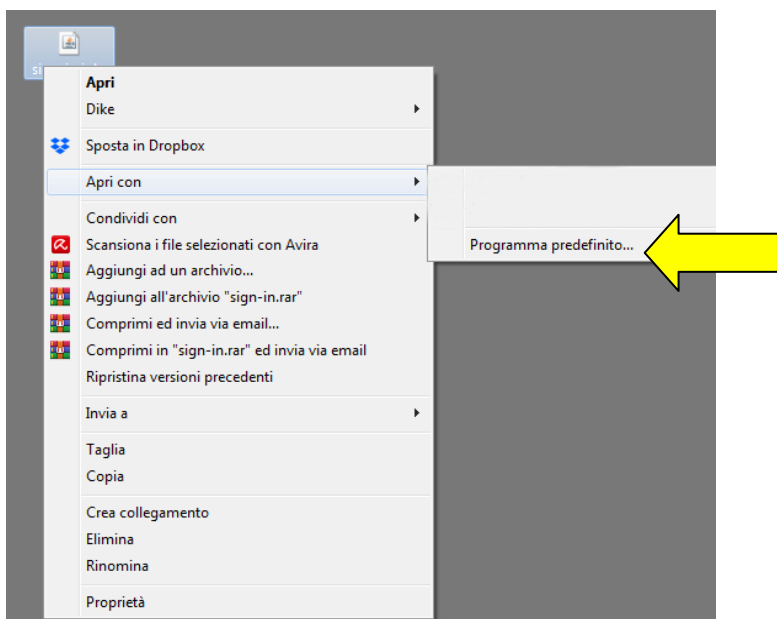 Apri
Dike
Sposta in Dropbox
Apri con
Programma predefinito...
Condividi con
Scansiona i file selezionati con Avira
Aggiungi ad un archivio...
Aggiungi all'archivio "sign-in.rar"
Comprimi ed invia via email...
Comprimi in "sign-in.rar" ed invia via email
Ripristina versioni precedenti
Invia a
Taglia
Copia
Crea collegamento
Elimina
Rinomina
Proprietà